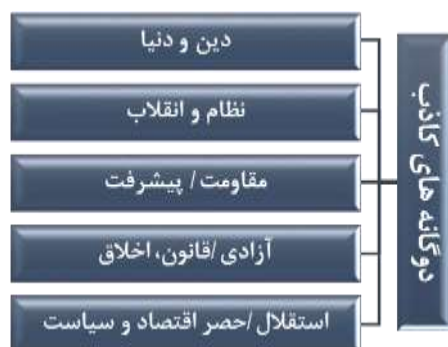 دوگانه های کاذب
دین و دنیا
نظام و انقلاب
مقاومت/ پیشرفت
آزادی /قانون، اخلاق
استقلال/حصر اقتصاد و سیاست